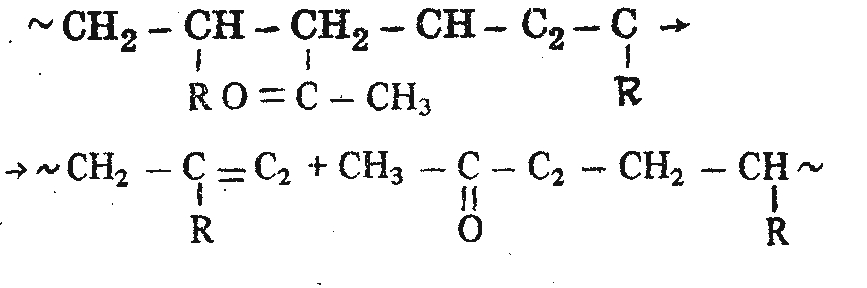 ~CH₂ – CH – CH₂ – CH – C₂ – C →
R O = C – CH₃ R
→ ~CH₂ – C = C₂ + CH₃ – C – C₂ – CH₂ – CH~
R O R